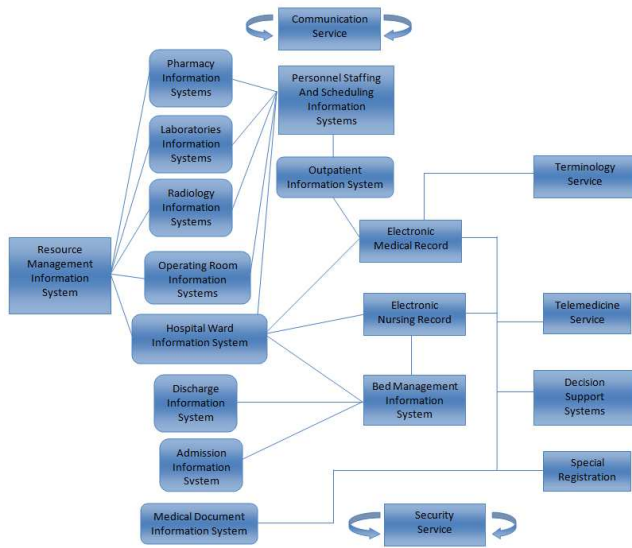 Communication
Service
Pharmacy
Information
Systems
Personnel Staffing
And Scheduling
Information
Systems
Laboratories
Information
Systems
Outpatient
Information System
Terminology
Service
Radiology
Information
Systems
Electronic
Medical Record
Resource
Management
Information
System
Operating Room
Information
Systems
Hospital Ward
Information System
Electronic
Nursing Record
Telemedicine
Service
Discharge
Information
System
Bed Management
Information
System
Decision
Support
Systems
Admission
Information
System
Special
Registration
Medical Document
Information System
Security
Service